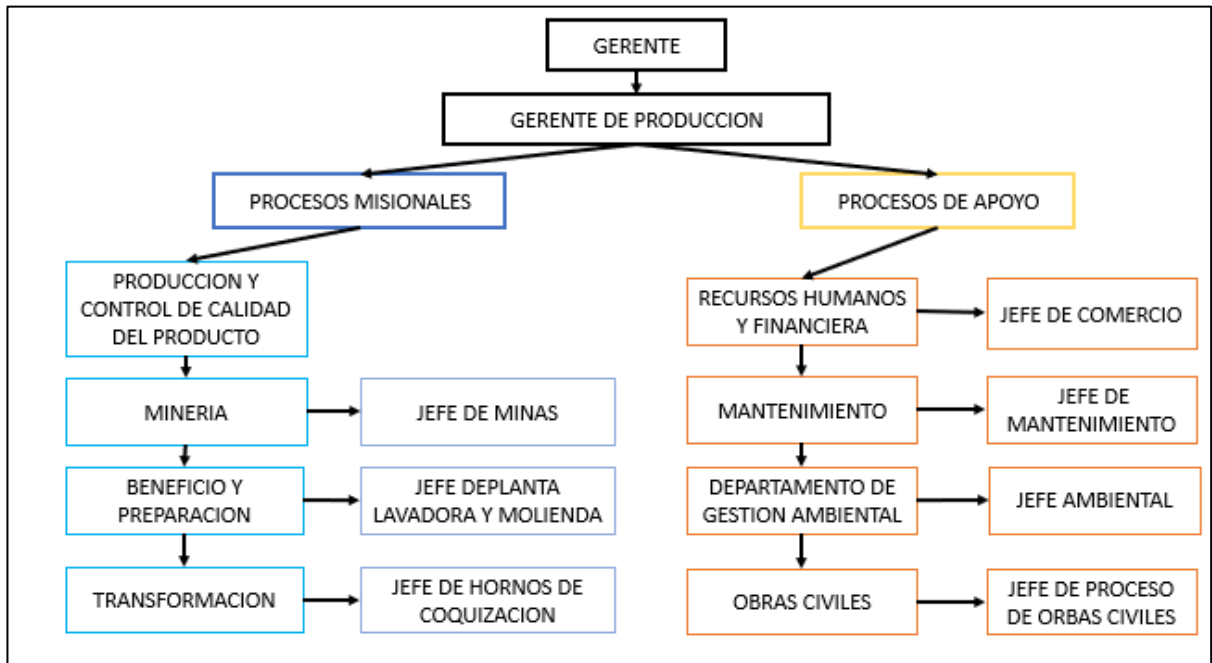 GERENTE
GERENTE DE PRODUCCION
PROCESOS MISIONALES
PROCESOS DE APOYO
PRODUCCION Y
CONTROL DE CALIDAD
DEL PRODUCTO
MINERIA
JEFE DE MINAS
BENEFICIO Y
PREPARACION
JEFE DEPLANTA
LAVADORA Y MOLIENDA
TRANSFORMACION
JEFE DE HORNOS DE
COQUIZACION
RECURSOS HUMANOS
Y FINANCIERA
JEFE DE COMERCIO
MANTENIMIENTO
JEFE DE
MANTENIMIENTO
DEPARTAMENTO DE
GESTION AMBIENTAL
JEFE AMBIENTAL
OBRAS CIVILES
JEFE DE PROCESO
DE ORBAS CIVILES